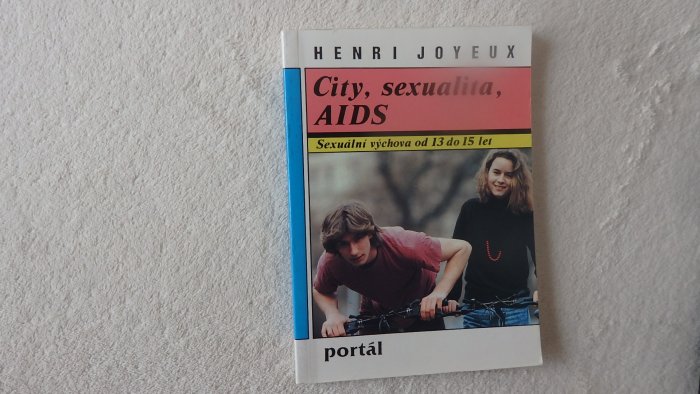 HENRI JOYEUX
City, sexualita,
AIDS
Sexuální výchova od 13 do 15 let
portál